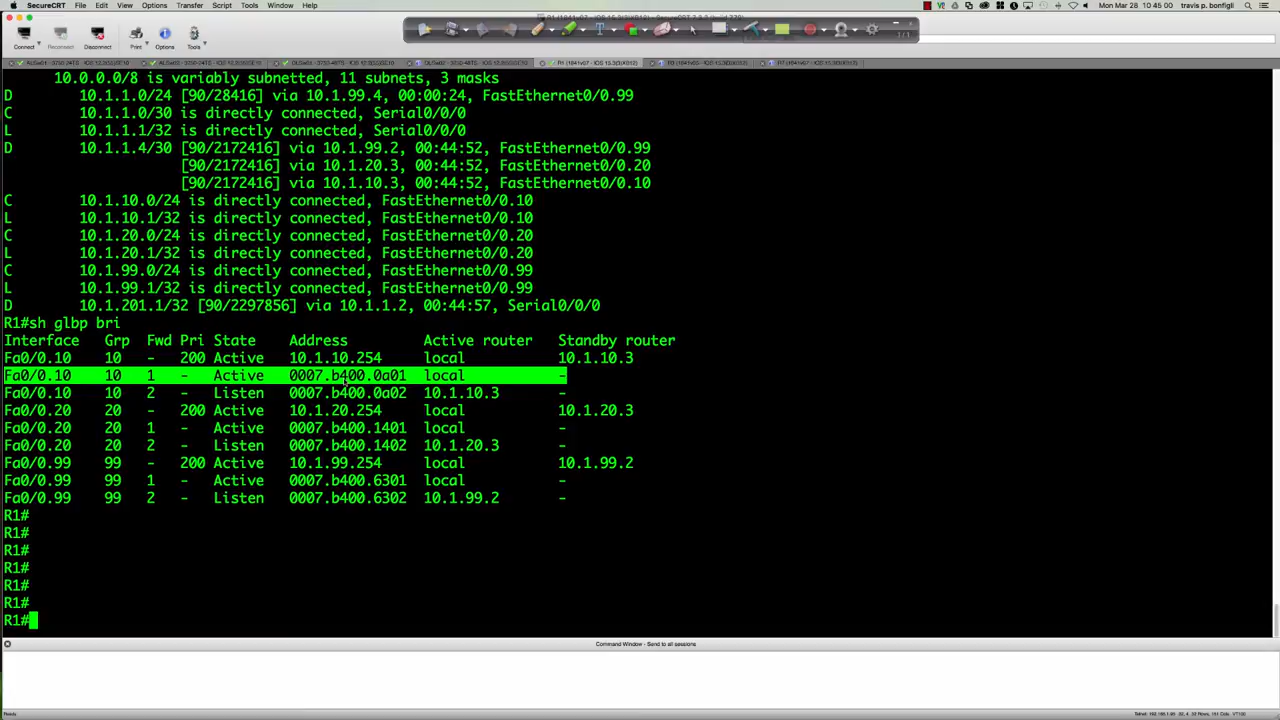 SecureCRT File Edit View Options Transfer Script Tools Window Help
Mon Mar 28 10:45:00 travis p. bonfigli
Connect Reconnect Disconnect Print Options Tools
3/1
10.0.0.0/8 is variably subnetted, 11 subnets, 3 masks
D 10.1.1.0/24 [90/28416] via 10.1.99.4, 00:00:24, FastEthernet0/0.99
C 10.1.1.0/30 is directly connected, Serial0/0/0
L 10.1.1.1/32 is directly connected, Serial0/0/0
D 10.1.1.4/30 [90/2172416] via 10.1.99.2, 00:44:52, FastEthernet0/0.99
[90/2172416] via 10.1.20.3, 00:44:52, FastEthernet0/0.20
[90/2172416] via 10.1.10.3, 00:44:52, FastEthernet0/0.10
C 10.1.10.0/24 is directly connected, FastEthernet0/0.10
L 10.1.10.1/32 is directly connected, FastEthernet0/0.10
C 10.1.20.0/24 is directly connected, FastEthernet0/0.20
L 10.1.20.1/32 is directly connected, FastEthernet0/0.20
C 10.1.99.0/24 is directly connected, FastEthernet0/0.99
L 10.1.99.1/32 is directly connected, FastEthernet0/0.99
D 10.1.201.1/32 [90/2297856] via 10.1.1.2, 00:44:57, Serial0/0/0
R1#sh glbp bri
Interface Grp Fwd Pri State Address Active router Standby router
Fa0/0.10 10 - 200 Active 10.1.10.254 local 10.1.10.3
Fa0/0.10 10 1 - Active 0007.b400.0a01 local -
Fa0/0.10 10 2 - Listen 0007.b400.0a02 10.1.10.3 -
Fa0/0.20 20 - 200 Active 10.1.20.254 local 10.1.20.3
Fa0/0.20 20 1 - Active 0007.b400.1401 local -
Fa0/0.20 20 2 - Listen 0007.b400.1402 10.1.20.3 -
Fa0/0.99 99 - 200 Active 10.1.99.254 local 10.1.99.2
Fa0/0.99 99 1 - Active 0007.b400.6301 local -
Fa0/0.99 99 2 - Listen 0007.b400.6302 10.1.99.2 -
R1#
R1#
R1#
R1#
R1#
R1#
R1#
Command Window - Send to all sessions
Ready